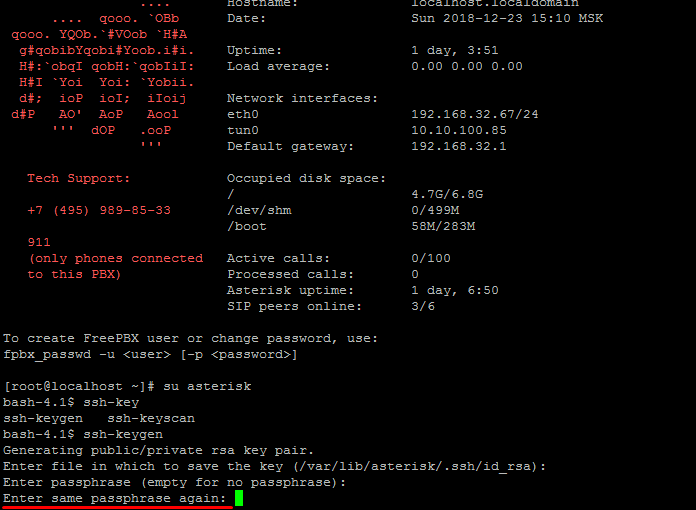 ....   Hostname:   localhost.localdomain
....  qooo. `OBb   Date:   Sun 2018-12-23 15:10 MSK
qooo. YQOb.`#VOob `H#A
g#qobibYqobi#Yoob.i#i.   Uptime:   1 day, 3:51
H#:`obqI qobH:`qobIiI:   Load average:   0.00 0.00 0.00
H#I `Yoi  Yoi: `Yobii.
d#;  ioP  ioI;  iIoij   Network interfaces:
d#P   AO'  AoP   Aool   eth0   192.168.32.67/24
'''  dOP   .ooP   tun0   10.10.100.85
'''   Default gateway:   192.168.32.1
Tech Support:   Occupied disk space:
/   4.7G/6.8G
+7 (495) 989-85-33   /dev/shm   0/499M
/boot   58M/283M
911
(only phones connected   Active calls:   0/100
to this PBX)   Processed calls:   0
Asterisk uptime:   1 day, 6:50
SIP peers online:   3/6
To create FreePBX user or change password, use:
fpbx_passwd -u <user> [-p <password>]
[root@localhost ~]# su asterisk
bash-4.1$ ssh-key
ssh-keygen   ssh-keyscan
bash-4.1$ ssh-keygen
Generating public/private rsa key pair.
Enter file in which to save the key (/var/lib/asterisk/.ssh/id_rsa):
Enter passphrase (empty for no passphrase):
Enter same passphrase again: